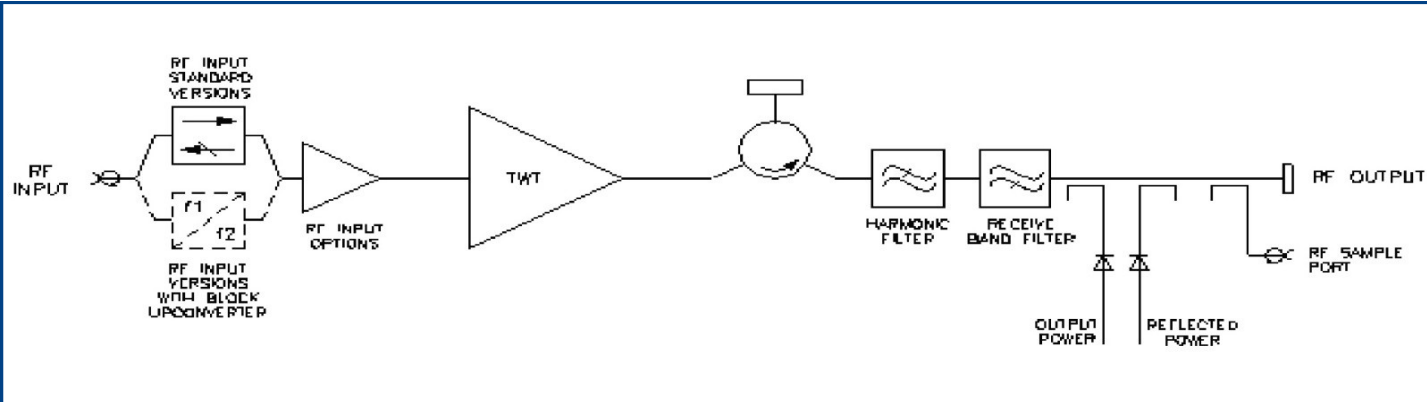 RF INPUT
STANDARD
VERSIONS
RF
INPUT
f1
f2
RF INPUT
VERSIONS
WITH BLOCK
UPCONVERTER
RF INPUT
OPTIONS
TWT
HARMONIC
FILTER
RECEIVE
BAND FILTER
RF OUTPUT
RF SAMPLE
PORT
OUTPUT
POWER
REFLECTED
POWER